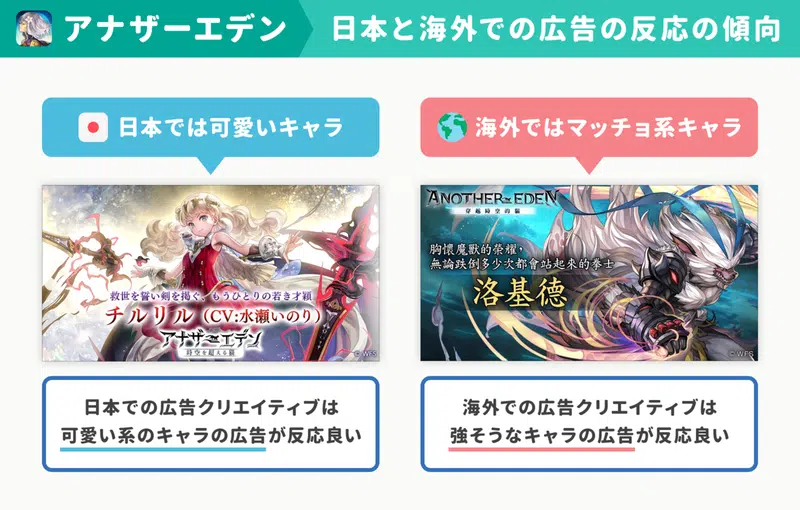 アナザーエデン
日本と海外での広告の反応の傾向
日本では可愛いキャラ
海外ではマッチョ系キャラ
救世を誓い剣を掲ぐ、もうひとりの若き才穎
チルリル（CV:水瀬いのり）
アナザーエデン
時空を超える猫
© WFS
ANOTHER EDEN
穿越時空的貓
胸懷魔獸的榮耀，
無論跌倒多少次都會站起來的拳士
洛基德
© WFS
日本での広告クリエイティブは
可愛い系のキャラの広告が反応良い
海外での広告クリエイティブは
強そうなキャラの広告が反応良い